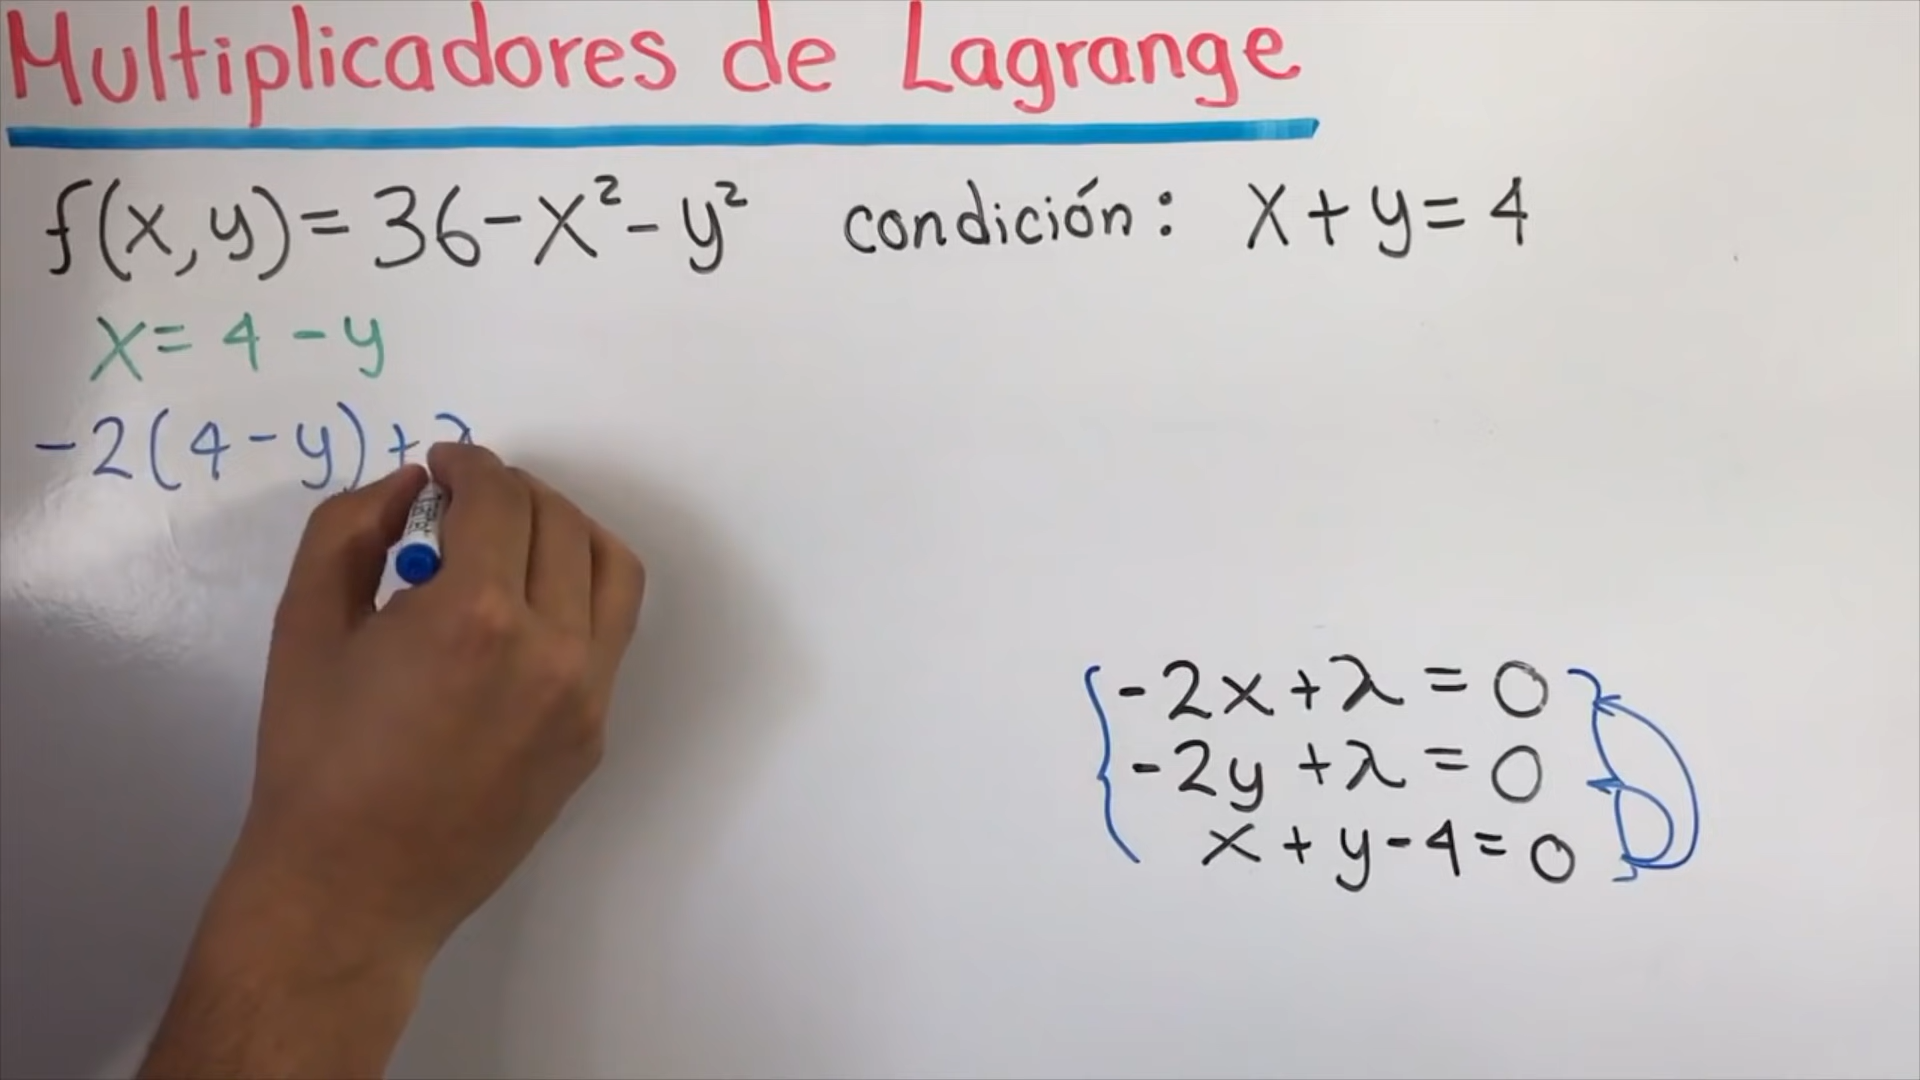 Multiplicadores de Lagrange
f(x,y)=36-x²-y² condición: x+y=4
x=4-y
-2(4-y)+λ
-2x+λ=0
-2y+λ=0
x+y-4=0